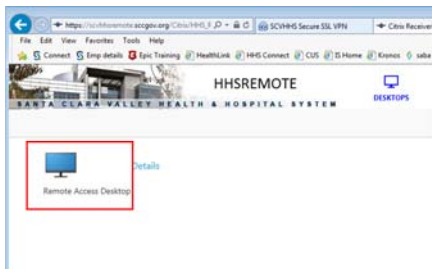 https://scvhhsremote.sccgov.org/Citrix/HHS_F
SCVHHS Secure SSL VPN
Citrix Receiver
File Edit View Favorites Tools Help
Connect Emp details Epic Training HealthLink HHS Connect CUS IS Home Kronos saba
HHSREMOTE
DESKTOPS
SANTA CLARA VALLEY HEALTH & HOSPITAL SYSTEM
Details
Remote Access Desktop